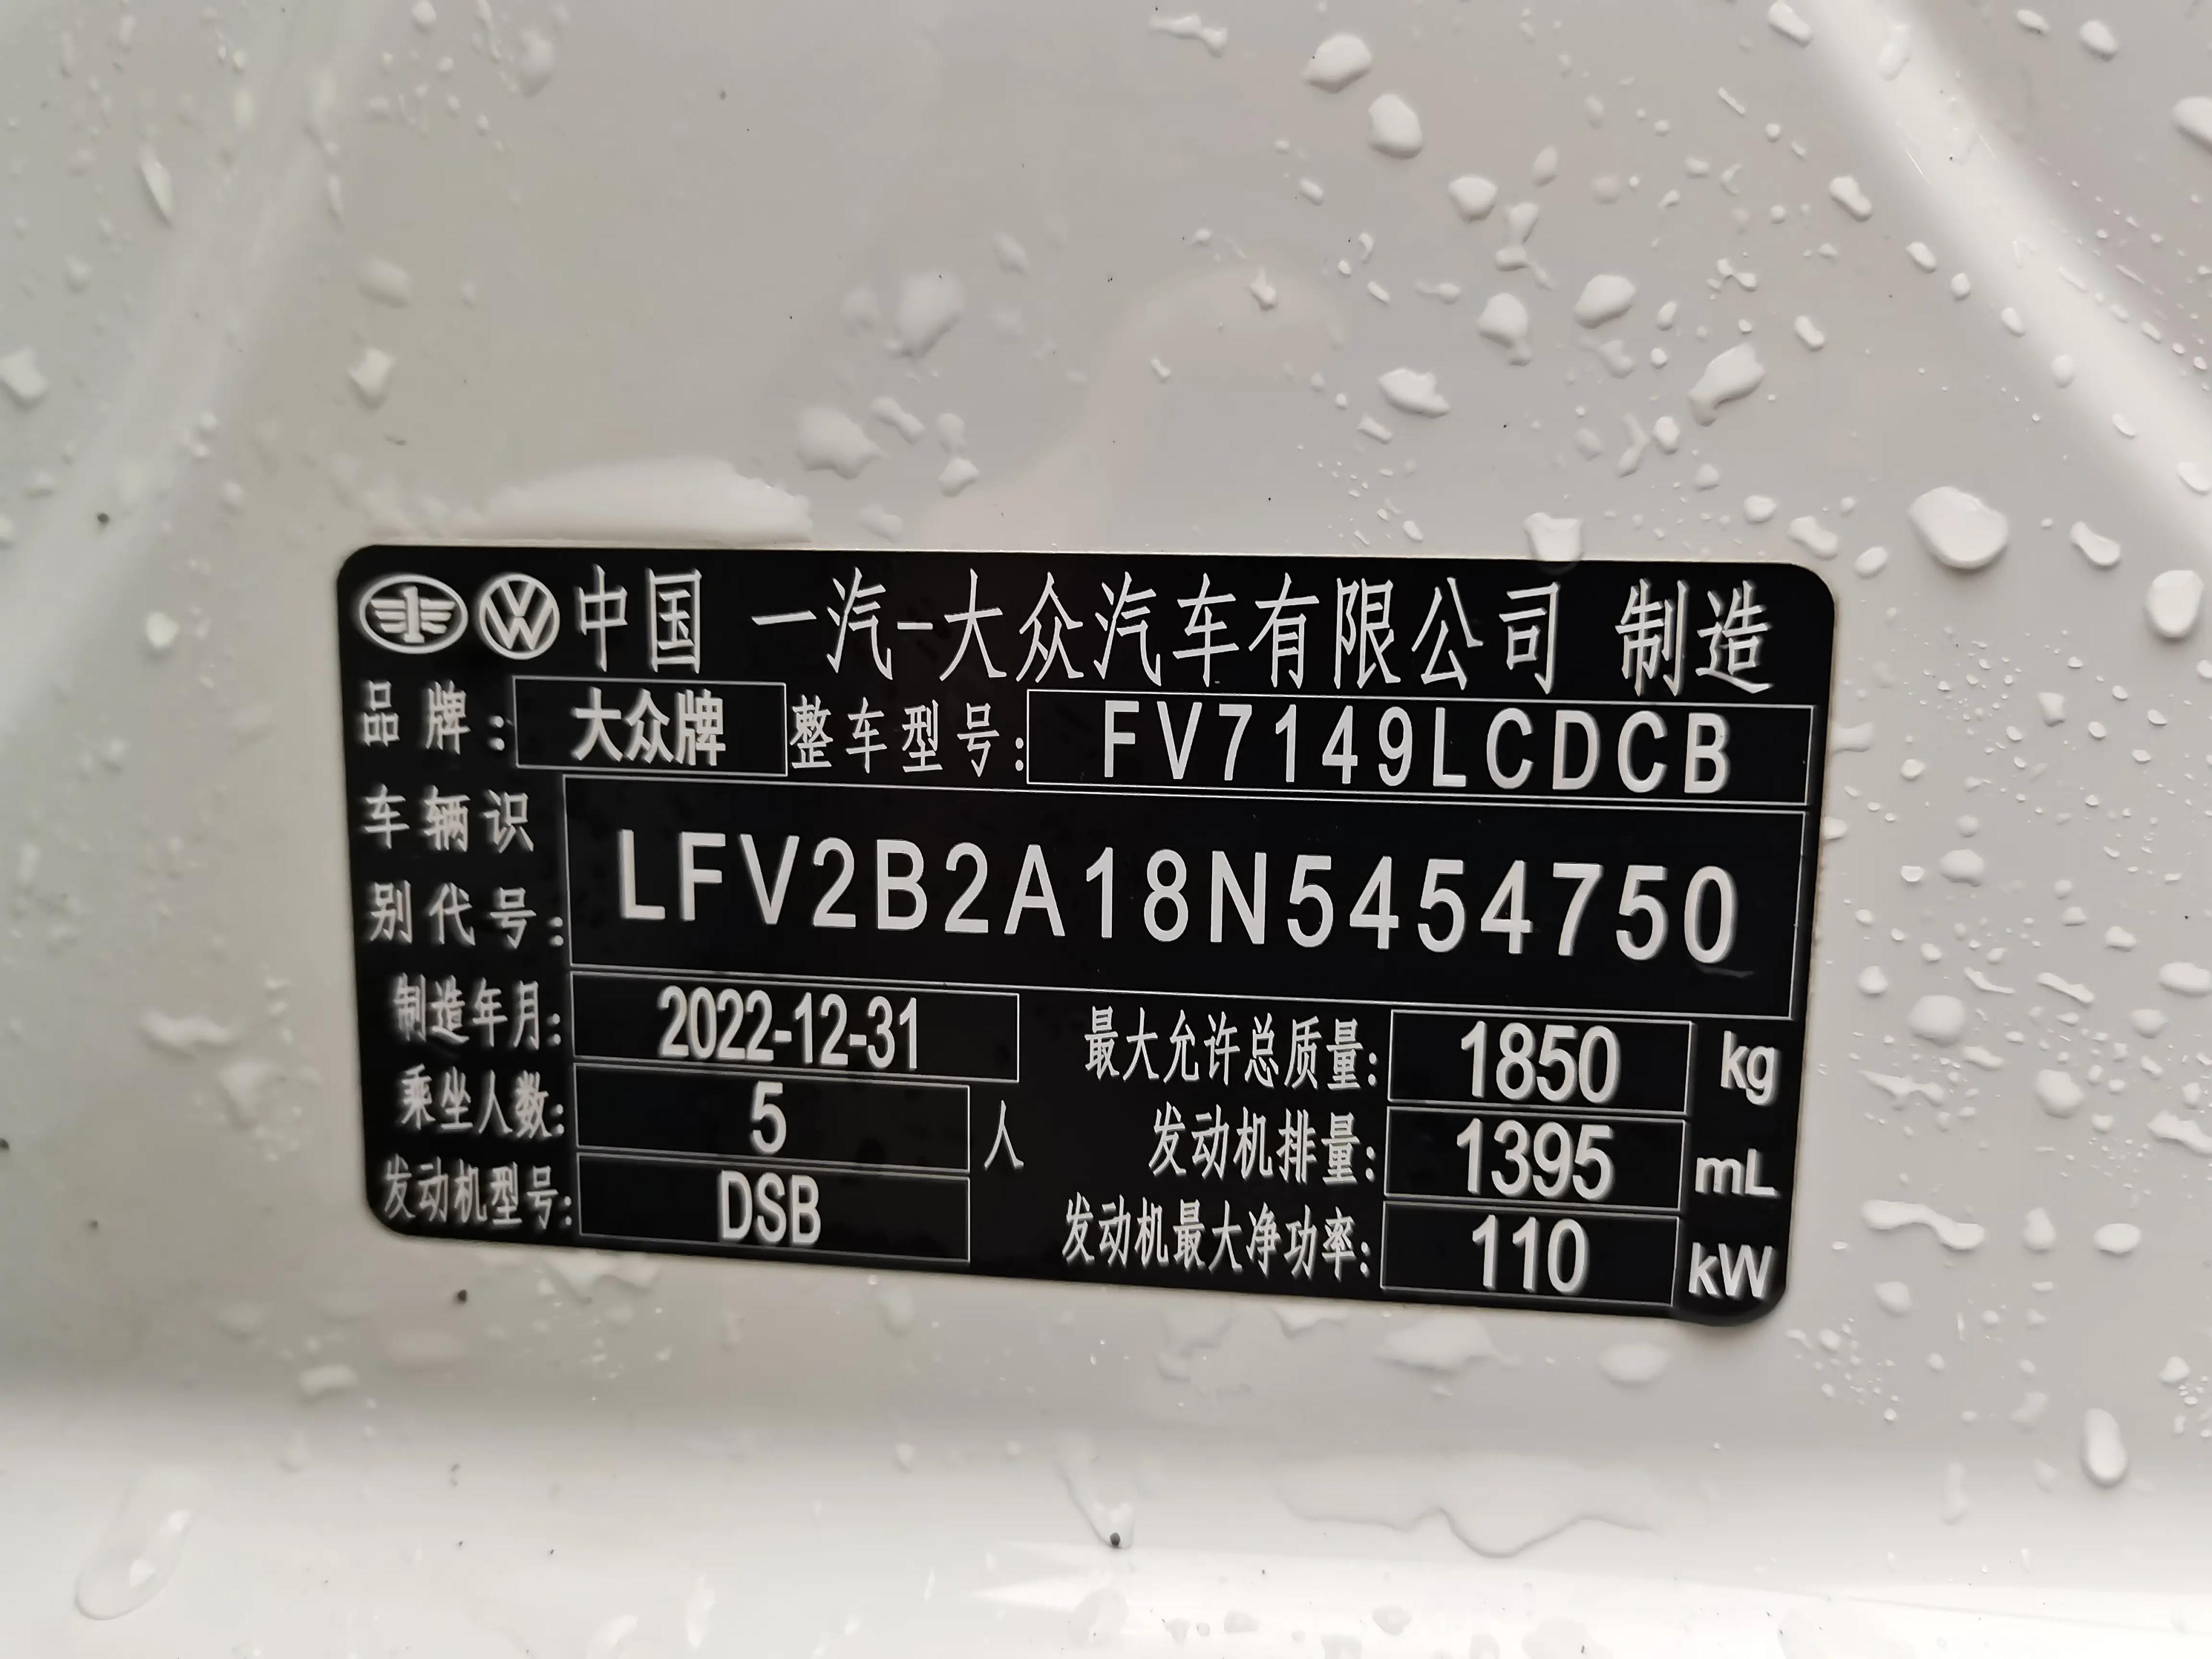 中国 一汽-大众汽车有限公司 制造
品牌: 大众牌 整车型号: FV7149LCDCB
车辆识别代号: LFV2B2A18N5454750
制造年月: 2022-12-31 最大允许总质量: 1850 kg
乘坐人数: 5 人 发动机排量: 1395 mL
发动机型号: DSB 发动机最大净功率: 110 kW